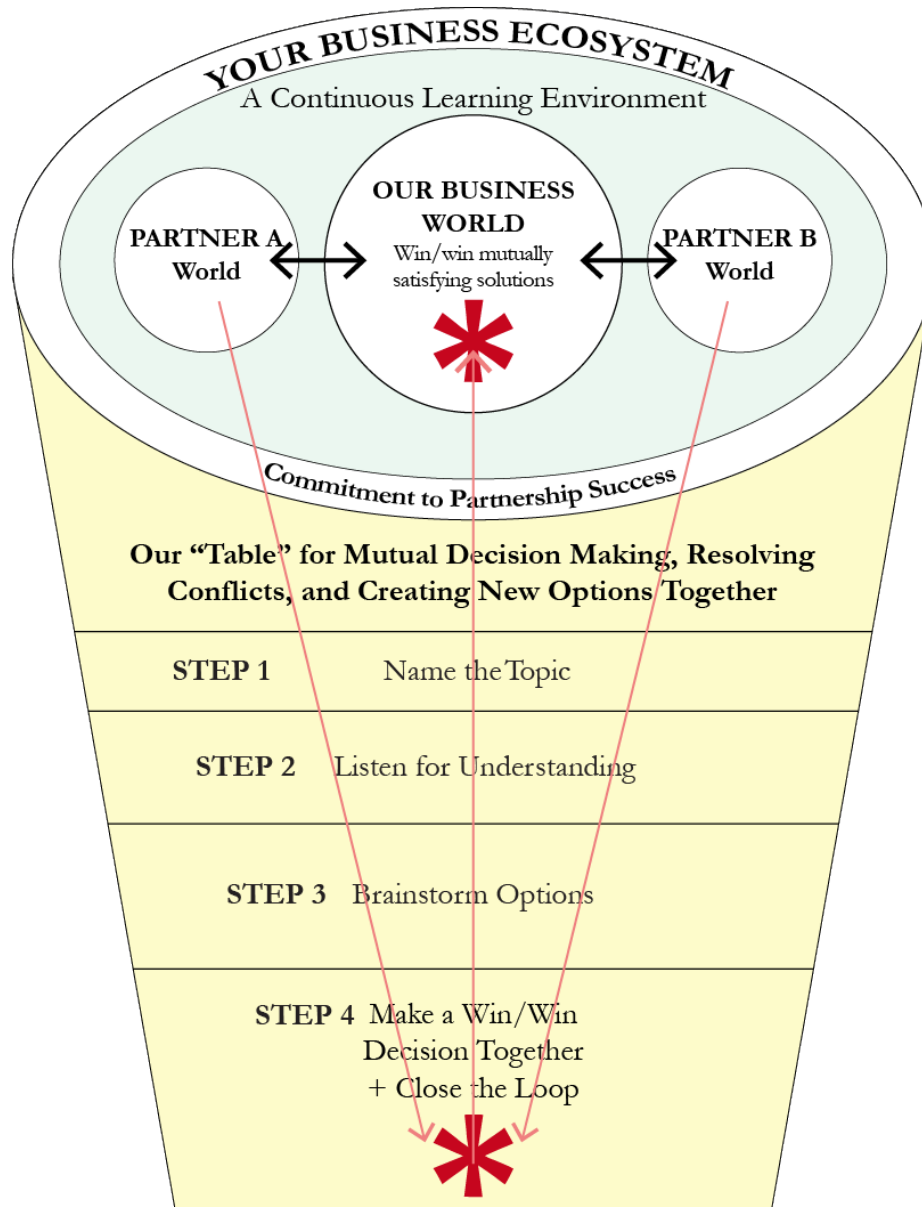 YOUR BUSINESS ECOSYSTEM
A Continuous Learning Environment
PARTNER A
World
OUR BUSINESS
WORLD
Win/win mutually
satisfying solutions
PARTNER B
World
Commitment to Partnership Success
Our “Table” for Mutual Decision Making, Resolving
Conflicts, and Creating New Options Together
STEP 1 Name the Topic
STEP 2 Listen for Understanding
STEP 3 Brainstorm Options
STEP 4 Make a Win/Win
Decision Together
+ Close the Loop